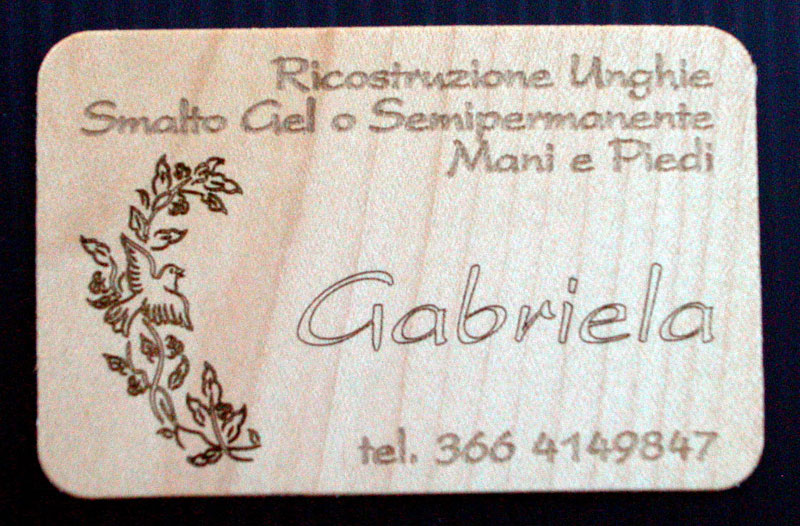 Ricostruzione Unghie
Smalto Gel o Semipermanente
Mani e Piedi
Gabriela
tel. 366 4149847